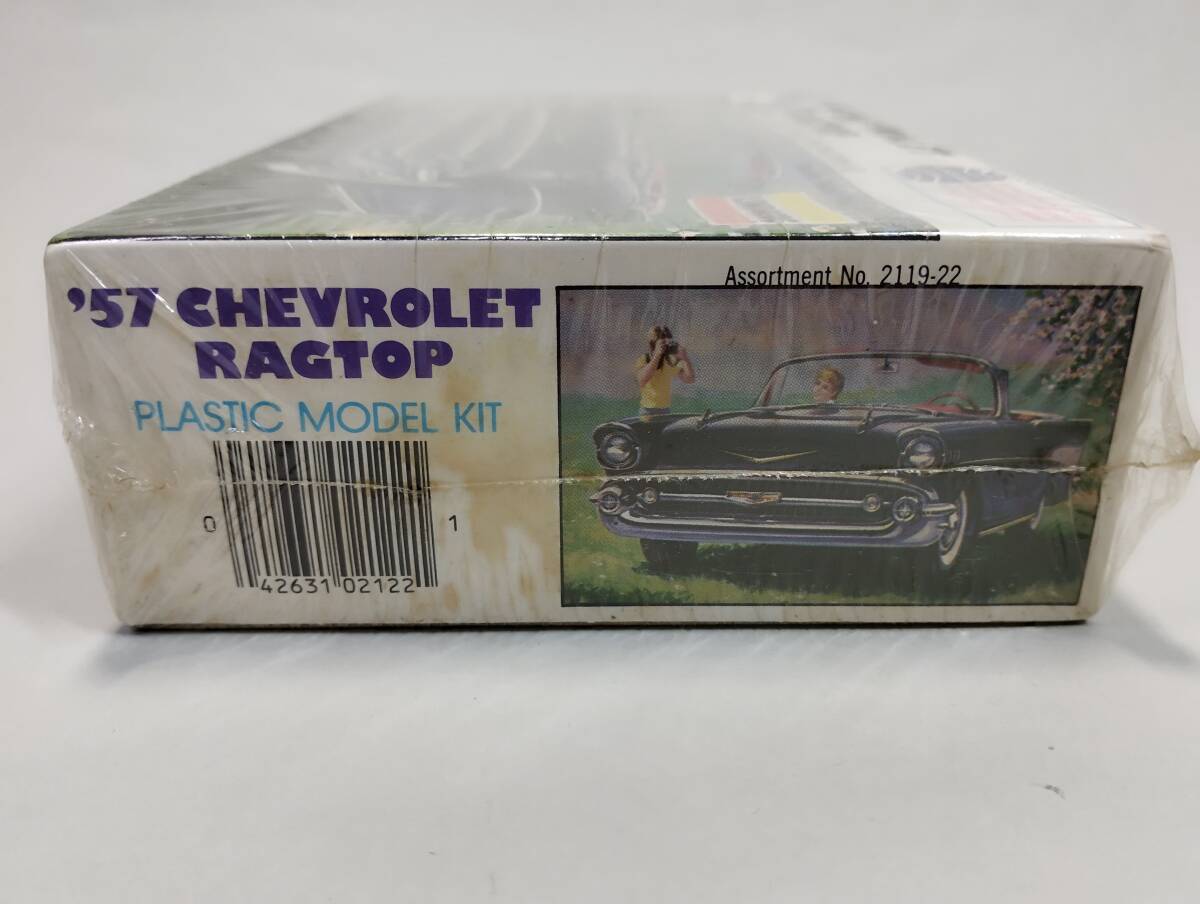 Assortment No. 2119-22
'57 CHEVROLET
RAGTOP
PLASTIC MODEL KIT
0 42631 02122 1